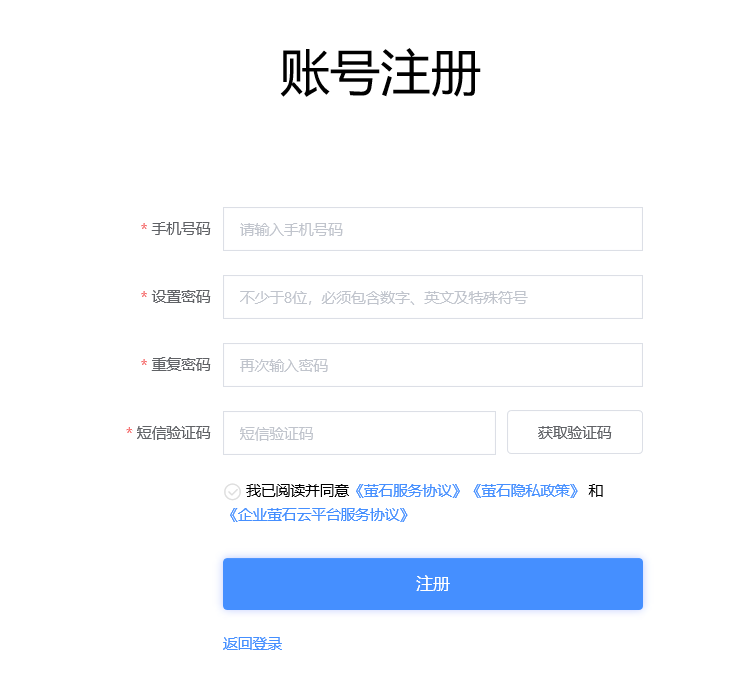 账号注册
* 手机号码 请输入手机号码
* 设置密码 不少于8位，必须包含数字、英文及特殊符号
* 重复密码 再次输入密码
* 短信验证码 短信验证码 获取验证码
我已阅读并同意《萤石服务协议》《萤石隐私政策》 和
《企业萤石云平台服务协议》
注册
返回登录